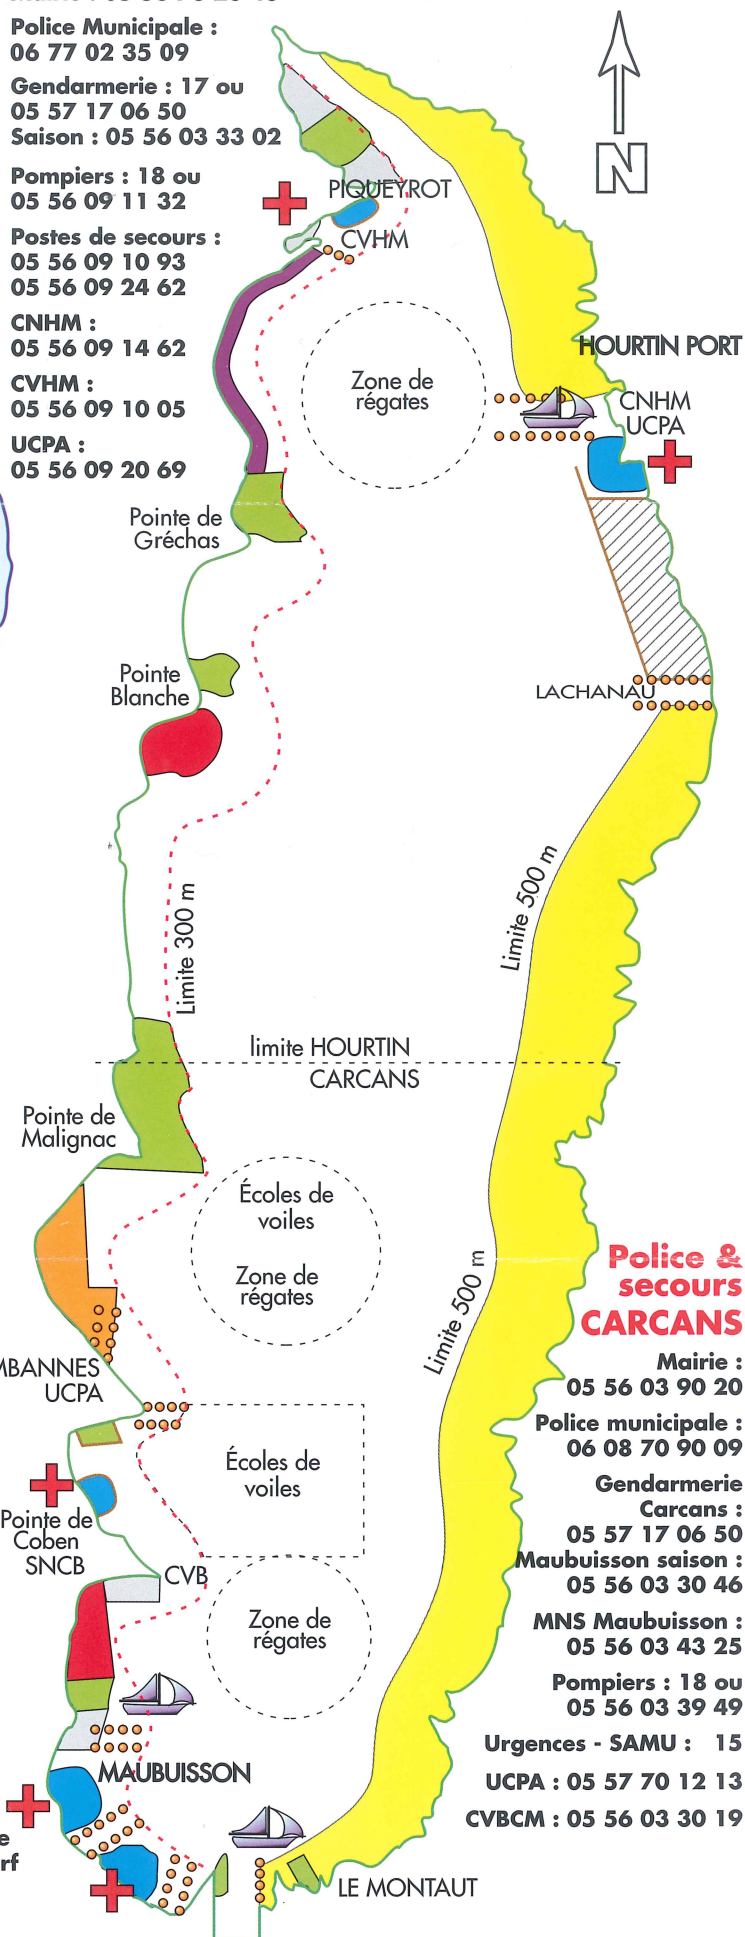 Police Municipale :
06 77 02 35 09
Gendarmerie : 17 ou
05 57 17 06 50
Saison : 05 56 03 33 02
Pompiers : 18 ou
05 56 09 11 32
Postes de secours :
05 56 09 10 93
05 56 09 24 62
CNHM :
05 56 09 14 62
CVHM :
05 56 09 10 05
UCPA :
05 56 09 20 69
N
PIQUEYROT
CVHM
Zone de
régates
HOURTIN PORT
CNHM
UCPA
Pointe de
Gréchas
Pointe
Blanche
LACHANAU
Limite 300 m
Limite 500 m
limite HOURTIN
CARCANS
Pointe de
Malignac
Écoles de
voiles
Zone de
régates
Limite 500 m
MBANNES
UCPA
Écoles de
voiles
Pointe de
Coben
SNCB
CVB
Zone de
régates
MAUBUISSON
e
rf
LE MONTAUT
Police &
secours
CARCANS
Mairie :
05 56 03 90 20
Police municipale :
06 08 70 90 09
Gendarmerie
Carcans :
05 57 17 06 50
Maubuisson saison :
05 56 03 30 46
MNS Maubuisson :
05 56 03 43 25
Pompiers : 18 ou
05 56 03 39 49
Urgences - SAMU : 15
UCPA : 05 57 70 12 13
CVBCM : 05 56 03 30 19